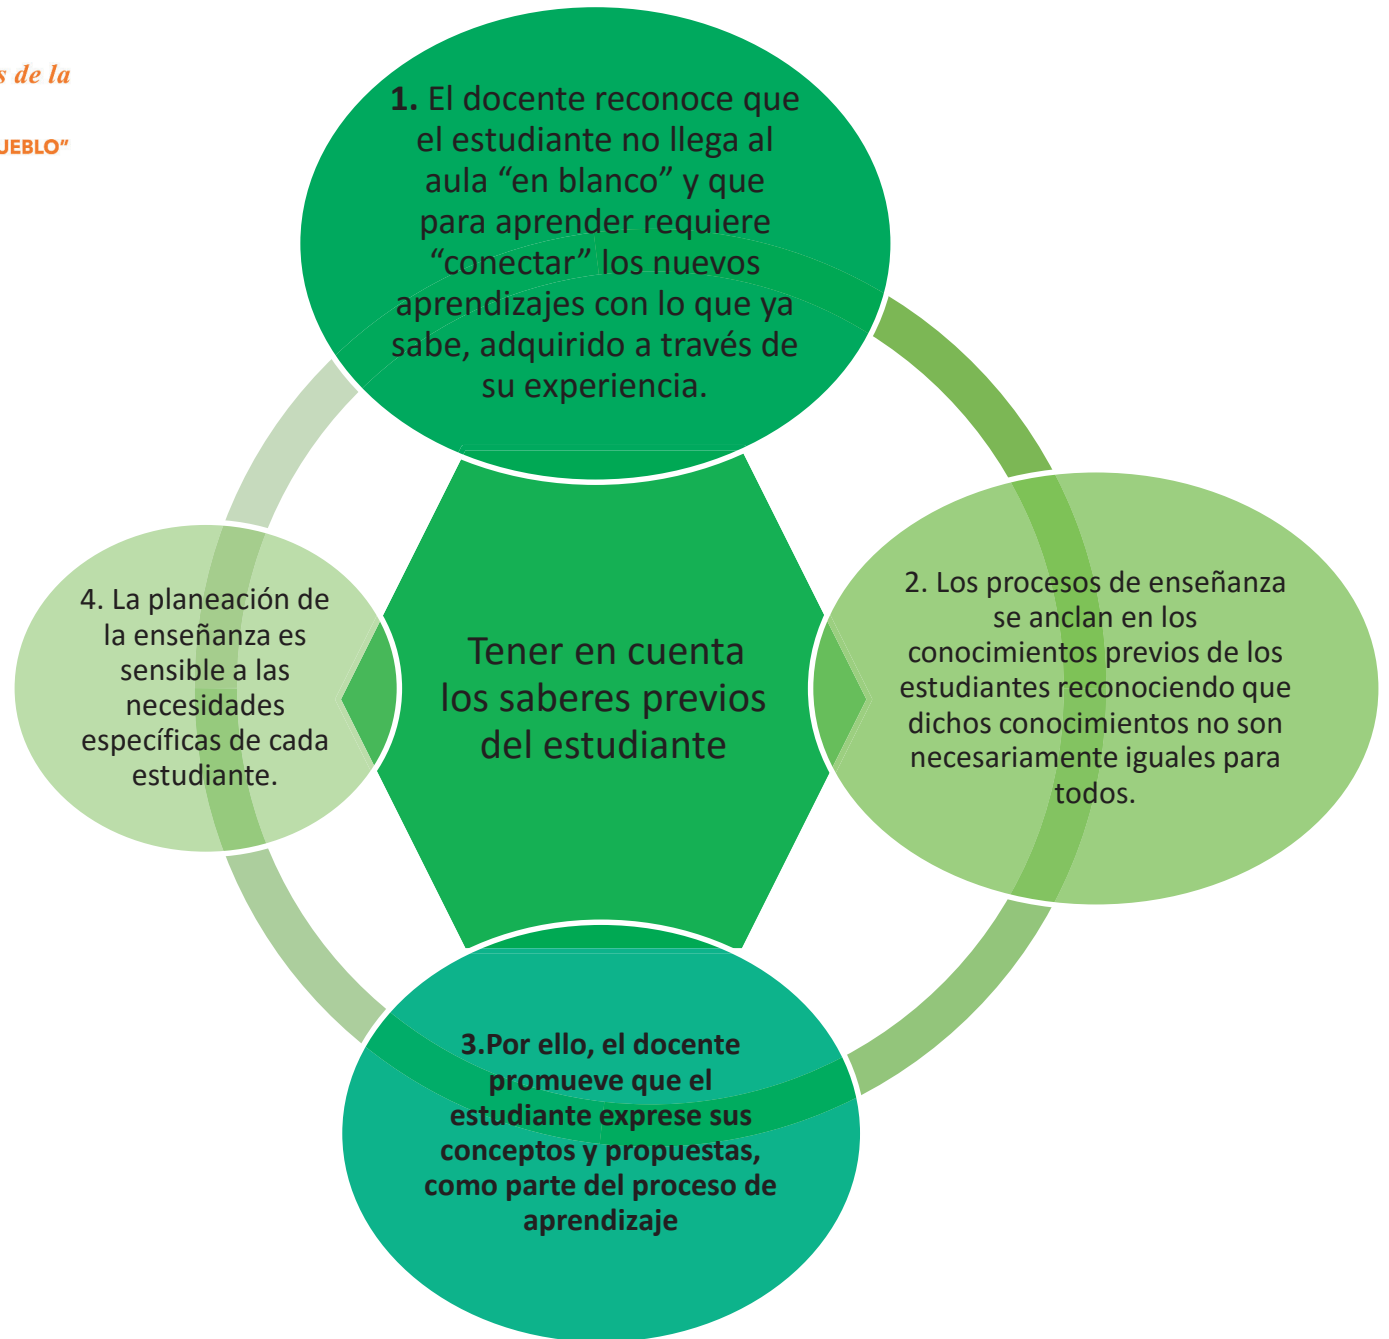 s de la
UEBLO”
1. El docente reconoce que
el estudiante no llega al
aula “en blanco” y que
para aprender requiere
“conectar” los nuevos
aprendizajes con lo que ya
sabe, adquirido a través de
su experiencia.
2. Los procesos de enseñanza
se anclan en los
conocimientos previos de los
estudiantes reconociendo que
dichos conocimientos no son
necesariamente iguales para
todos.
4. La planeación de
la enseñanza es
sensible a las
necesidades
específicas de cada
estudiante.
Tener en cuenta
los saberes previos
del estudiante
3.Por ello, el docente
promueve que el
estudiante exprese sus
conceptos y propuestas,
como parte del proceso de
aprendizaje